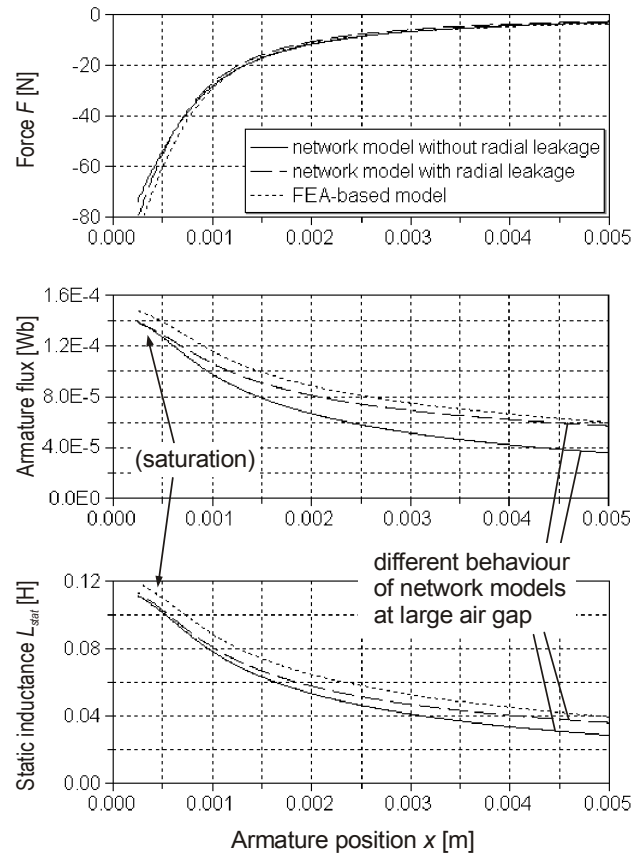 0
-20
-40
-60
-80
Force F [N]
network model without radial leakage
network model with radial leakage
FEA-based model
0.000 0.001 0.002 0.003 0.004 0.005
1.6E-4
1.2E-4
8.0E-5
4.0E-5
0.0E0
Armature flux [Wb]
(saturation)
0.000 0.001 0.002 0.003 0.004 0.005
different behaviour
of network models
at large air gap
0.12
0.08
0.04
0.00
Static inductance Lstat [H]
0.000 0.001 0.002 0.003 0.004 0.005
Armature position x [m]